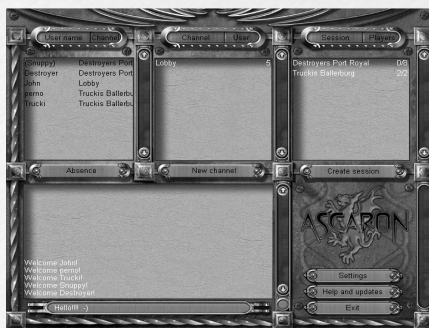 User name Channel
Channel User
Session Players
(Snuppy) Destroyers Port
Destroyer Destroyers Port
John Lobby
perno Truckis Ballerbu
Trucki Truckis Ballerbu
Lobby 5
Destroyers Port Royal 0/8
Truckis Ballerburg 2/2
Absence
New channel
Create session
ASCARON
Welcome John!
Welcome perno!
Welcome Trucki!
Welcome Snuppy!
Welcome Destroyer!
Hello!!!! :-)
Settings
Help and updates
Exit